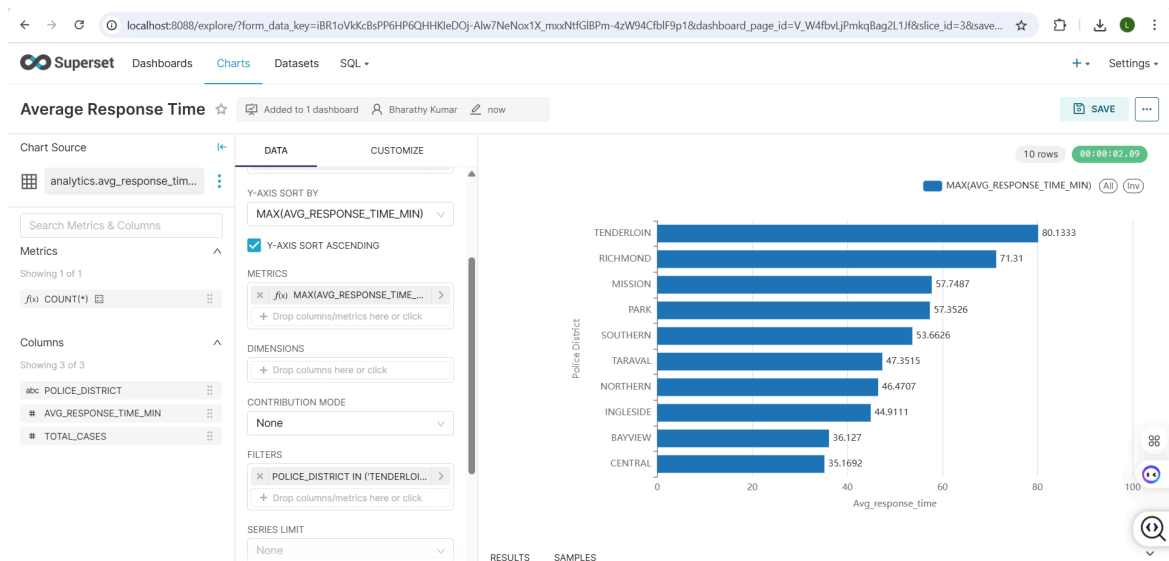 localhost:8088/explore/?form_data_key=iBR1oVkKcBsPP6HP6QHHKIeDOj-Alw7NeNox1X_mxxNtfGlBPm-4zW94CfbIF9p1&dashboard_page_id=V_W4fbvLjPmkqBag2L1Jf&slice_id=3&save...
L
Superset Dashboards Charts Datasets SQL
+ Settings
Average Response Time Added to 1 dashboard Bharathy Kumar now
SAVE ...
Chart Source
analytics.avg_response_tim...
Search Metrics & Columns
Metrics
Showing 1 of 1
f(x) COUNT(*)
Columns
Showing 3 of 3
abc POLICE_DISTRICT
# AVG_RESPONSE_TIME_MIN
# TOTAL_CASES
DATA CUSTOMIZE
Y-AXIS SORT BY
MAX(AVG_RESPONSE_TIME_MIN)
Y-AXIS SORT ASCENDING
METRICS
× f(x) MAX(AVG_RESPONSE_TIME_... >
+ Drop columns/metrics here or click
DIMENSIONS
+ Drop columns here or click
CONTRIBUTION MODE
None
FILTERS
× POLICE_DISTRICT IN ('TENDERLOI... >
+ Drop columns/metrics here or click
SERIES LIMIT
None
10 rows 00:00:02.09
MAX(AVG_RESPONSE_TIME_MIN) All Inv
Police District
TENDERLOIN 80.1333
RICHMOND 71.31
MISSION 57.7487
PARK 57.3526
SOUTHERN 53.6626
TARAVAL 47.3515
NORTHERN 46.4707
INGLESIDE 44.9111
BAYVIEW 36.127
CENTRAL 35.1692
0 20 40 60 80 100
Avg_response_time
RESULTS SAMPLES